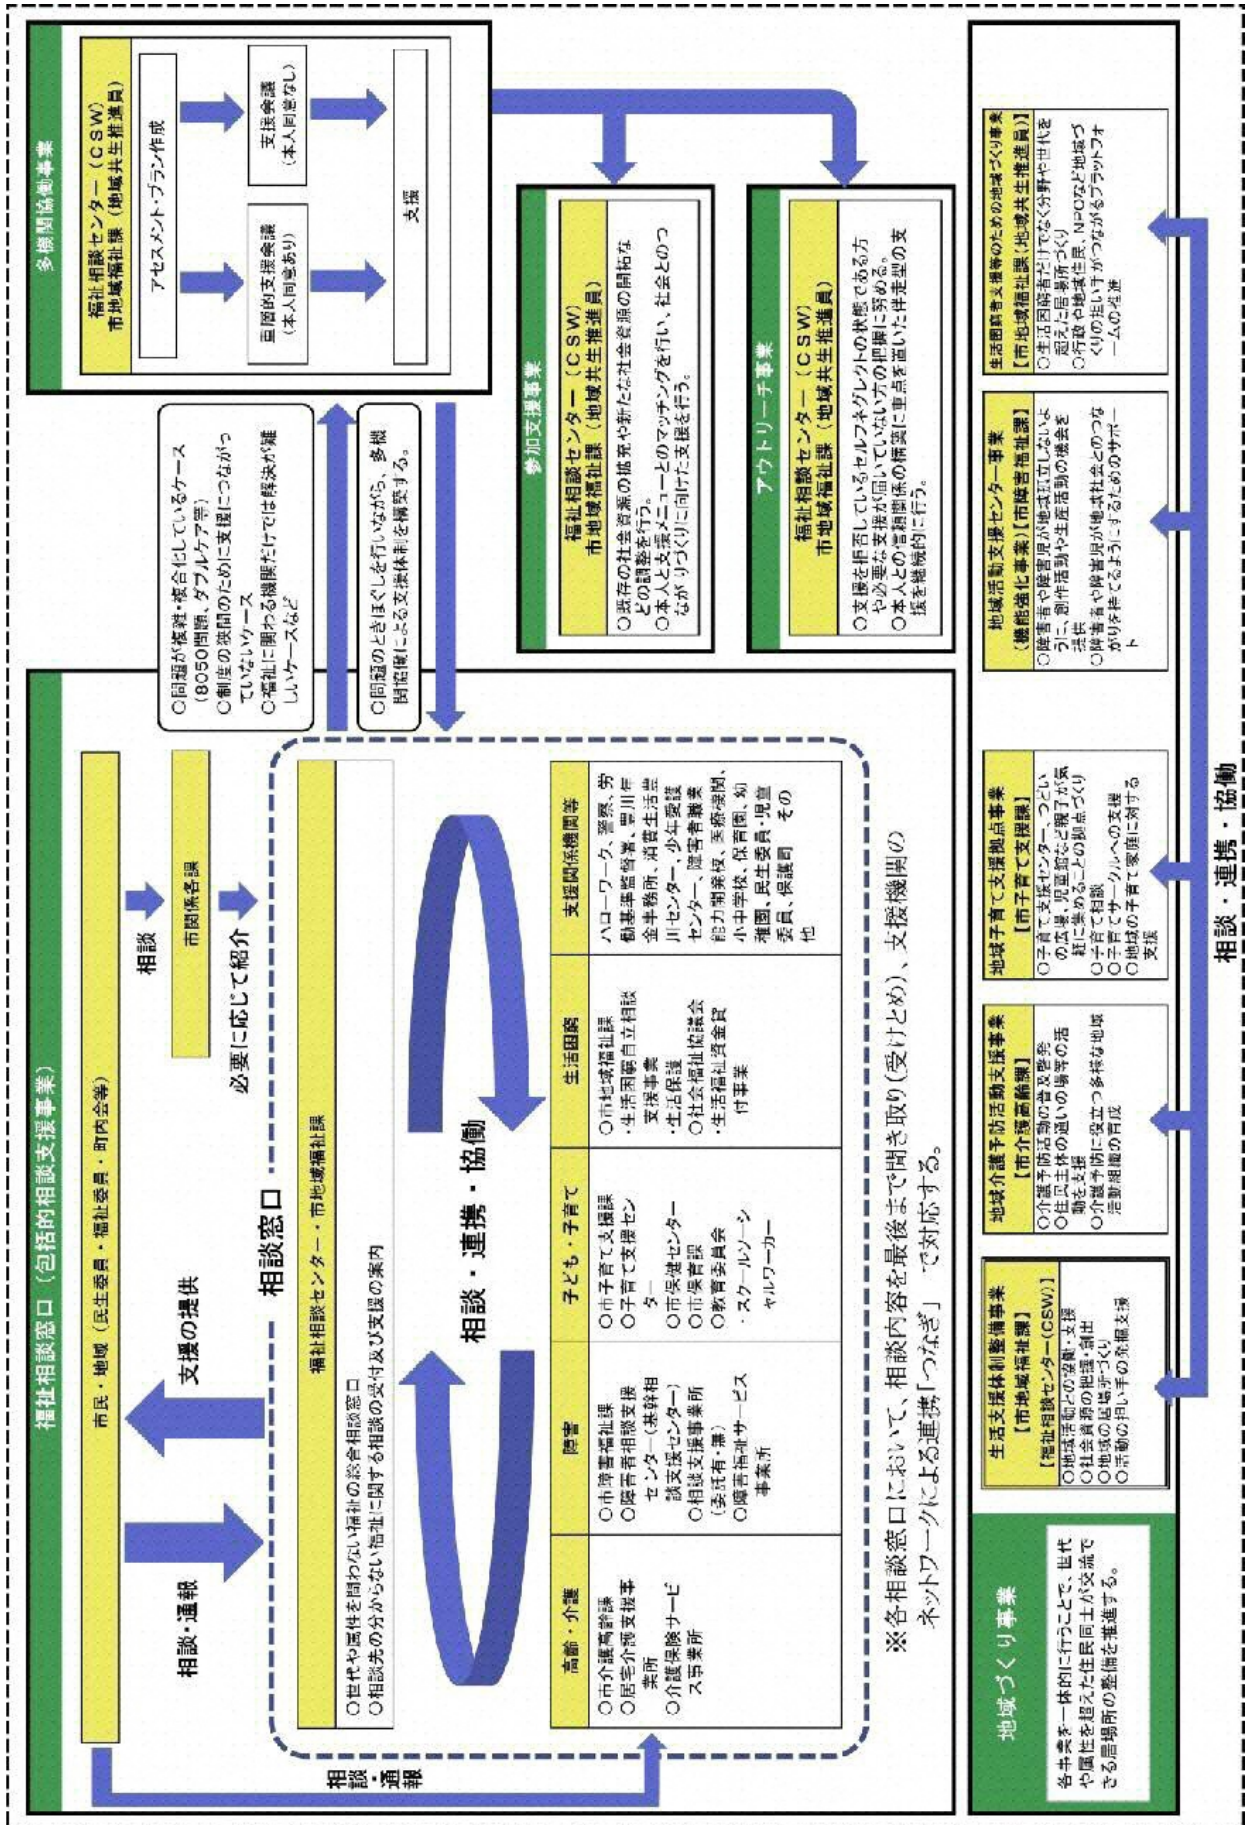 福祉相談窓口（包括的相談支援事業）
市民・地域（民生委員・福祉委員・町内会等）
相談・通報
支援の提供
相談
市関係各課
必要に応じて紹介
相談・通報
相談窓口
福祉相談センター・市地域福祉課
○世代や属性を問わない福祉の総合相談窓口
○相談先の分からない福祉に関する相談の受付及び支援の案内
相談・連携・協働
高齢・介護
○市介護高齢課
○居宅介護支援事
業所
○介護保険サービ
ス事業所
障害
○市障害福祉課
○障害者相談支援
センター(基幹相
談支援センター)
○相談支援事業所
(委託有・無)
○障害福祉サービス
事業所
子ども・子育て
○市子育て支援課
○子育て支援セン
ター
○市保健センター
○市保育課
○教育委員会
・スクールソーシ
ャルワーカー
生活困窮
○市地域福祉課
・生活困窮自立相談
支援事業
・生活保護
○社会福祉協議会
・生活福祉資金貸
付事業
支援関係機関等
ハローワーク、警察、労
働基準監督署、豊川年
金事務所、消費生活豊
川センター、少年愛護
センター、障害者職業
能力開発校、医療機関、
小中学校、保育園、幼
稚園、民生委員・児童
委員、保護司　その
他
※各相談窓口において、相談内容を最後まで聞き取り(受けとめ)、支援機関の
ネットワークによる連携「つなぎ」で対応する。
○問題が複雑・複合化しているケース
(8050問題、ダブルケア等)
○制度の狭間のために支援につながっ
ていないケース
○福祉に関わる機関だけでは解決が難
しいケースなど
○問題のときほぐしを行いながら、多機
関協働による支援体制を構築する。
多機関協働事業
福祉相談センター（CSW）
市地域福祉課（地域共生推進員）
アセスメント・プラン作成
重層的支援会議
(本人同意あり)
支援会議
(本人同意なし)
支援
参加支援事業
福祉相談センター（CSW）
市地域福祉課（地域共生推進員）
○既存の社会資源の拡充や新たな社会資源の開拓な
どの調整を行う。
○本人と支援メニューとのマッチングを行い、社会とのつ
ながりづくりに向けた支援を行う。
アウトリーチ事業
福祉相談センター（CSW）
市地域福祉課（地域共生推進員）
○支援を拒否しているセルフネグレクトの状態である方
や必要な支援が届いていない方の把握に努める。
○本人との信頼関係の構築に重点を置いた伴走型の支
援を継続的に行う。
地域づくり事業
各事業を一体的に行うことで、世代
や属性を超えた住民同士が交流で
きる居場所の整備を推進する。
生活支援体制整備事業
【市地域福祉課】
【福祉相談センター(CSW)】
○地域活動との協働・支援
○社会資源の把握・創出
○地域の居場所づくり
○活動の担い手の発掘支援
地域介護予防活動支援事業
【市介護高齢課】
○介護予防活動の普及啓発
○住民主体の通いの場等の活
動を支援
○介護予防に役立つ多様な地域
活動組織の育成
地域子育て支援拠点事業
【市子育て支援課】
○子育て支援センター、つどい
の広場、児童館など親子が気
軽に集めることの拠点づくり
○子育て相談
○子育てサークルへの支援
○地域の子育て家庭に対する
支援
地域活動支援センター事業
(機能強化事業)【市障害福祉課】
○障害者や障害児が地域孤立しないよ
うに、創作活動や生産活動の機会を
提供
○障害者や障害児が地域社会とのつな
がりを持てるようにするためのサポー
ト
生活困窮者支援等のための地域づくり事業
【市地域福祉課(地域共生推進員)】
○生活困窮者だけでなく分野や世代を
超えた居場所づくり
○行政や地域住民、NPOなど地域づ
くりの担い手がつながるプラットフォ
ームの推進
相談・連携・協働